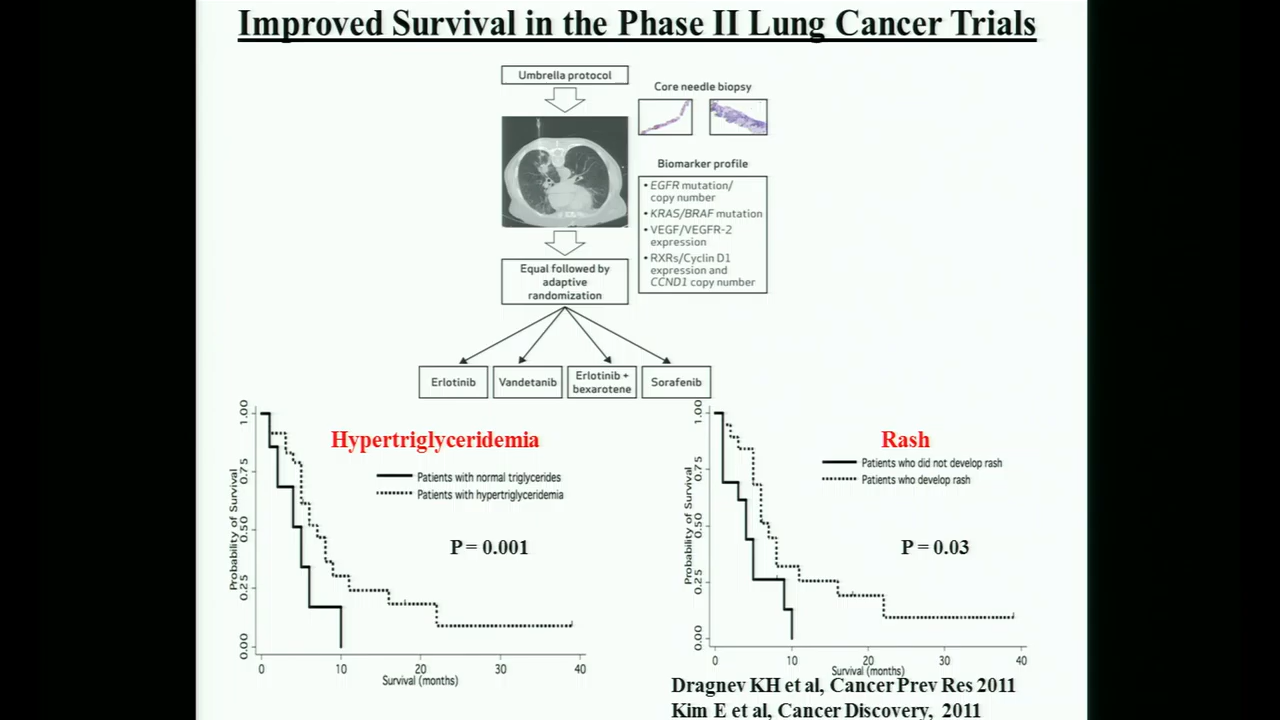 Improved Survival in the Phase II Lung Cancer Trials
Umbrella protocol
Core needle biopsy
Biomarker profile
• EGFR mutation/
copy number
• KRAS/BRAF mutation
• VEGF/VEGFR-2
expression
• RXRs/Cyclin D1
expression and
CCND1 copy number
Equal followed by
adaptive
randomization
Erlotinib
Vandetanib
Erlotinib +
bexarotene
Sorafenib
Hypertriglyceridemia
Patients with normal triglycerides
Patients with hypertriglyceridemia
P = 0.001
Probability of Survival
1.00
0.75
0.50
0.25
0.00
0 10 20 30 40
Survival (months)
Rash
Patients who did not develop rash
Patients who develop rash
P = 0.03
Probability of Survival
1.00
0.75
0.50
0.25
0.00
0 10 20 30 40
Survival (months)
Dragnev KH et al, Cancer Prev Res 2011
Kim E et al, Cancer Discovery, 2011